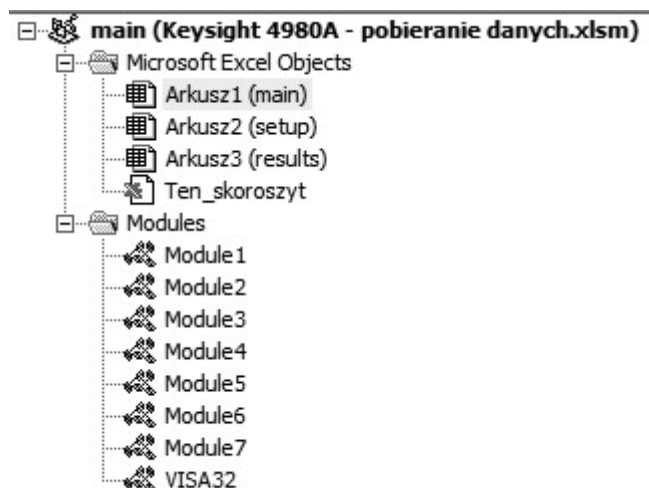 main (Keysight 4980A - pobieranie danych.xlsm)
Microsoft Excel Objects
Arkusz1 (main)
Arkusz2 (setup)
Arkusz3 (results)
Ten_skoroszyt
Modules
Module1
Module2
Module3
Module4
Module5
Module6
Module7
VISA32